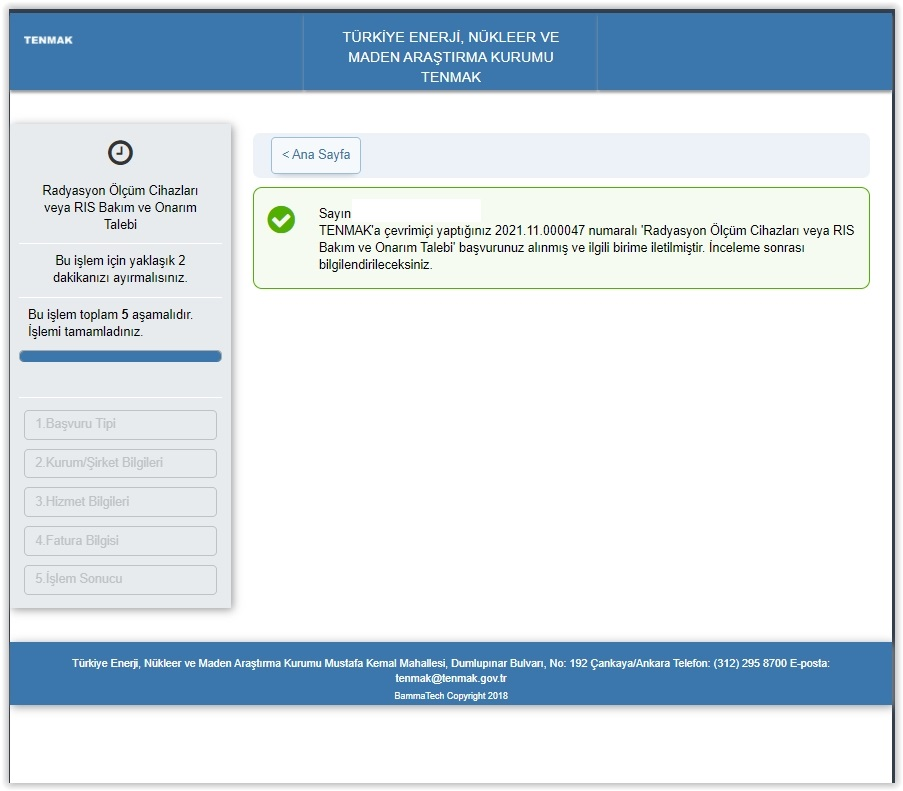 TENMAK
TÜRKİYE ENERJİ, NÜKLEER VE
MADEN ARAŞTIRMA KURUMU
TENMAK
Radyasyon Ölçüm Cihazları
veya RIS Bakım ve Onarım
Talebi
Bu işlem için yaklaşık 2
dakikanızı ayırmalısınız.
Bu işlem toplam 5 aşamalıdır.
İşlemi tamamladınız.
1.Başvuru Tipi
2.Kurum/Şirket Bilgileri
3.Hizmet Bilgileri
4.Fatura Bilgisi
5.İşlem Sonucu
< Ana Sayfa
Sayın
TENMAK'a çevrimiçi yaptığınız 2021.11.000047 numaralı 'Radyasyon Ölçüm Cihazları veya RIS
Bakım ve Onarım Talebi' başvurunuz alınmış ve ilgili birime iletilmiştir. İnceleme sonrası
bilgilendirileceksiniz.
Türkiye Enerji, Nükleer ve Maden Araştırma Kurumu Mustafa Kemal Mahallesi, Dumlupınar Bulvarı, No: 192 Çankaya/Ankara Telefon: (312) 295 8700 E-posta:
tenmak@tenmak.gov.tr
BammaTech Copyright 2018